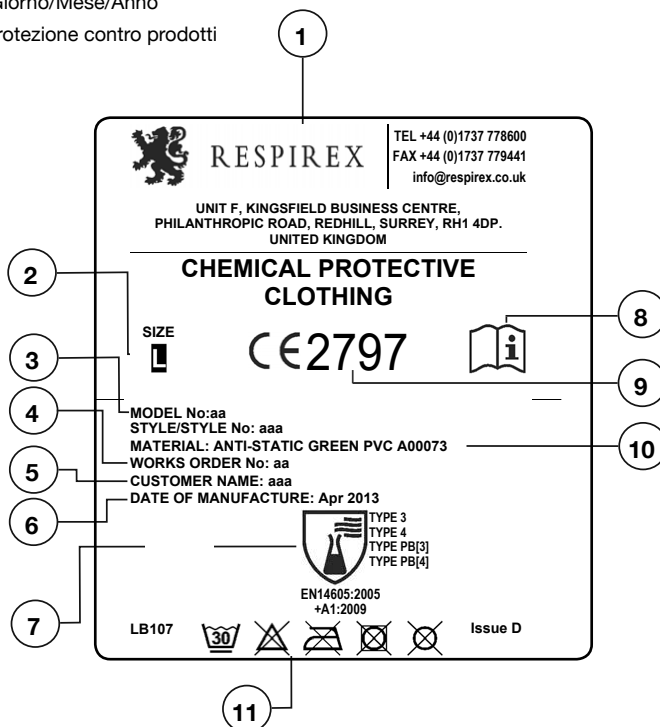 Giorno/Mese/Anno
rotezione contro prodotti
1
RESPIREX
TEL +44 (0)1737 778600
FAX +44 (0)1737 779441
info@respirex.co.uk
UNIT F, KINGSFIELD BUSINESS CENTRE,
PHILANTHROPIC ROAD, REDHILL, SURREY, RH1 4DP.
UNITED KINGDOM
CHEMICAL PROTECTIVE
CLOTHING
2
SIZE
L
CE2797
i
8
9
3
MODEL No:aa
STYLE/STYLE No: aaa
MATERIAL: ANTI-STATIC GREEN PVC A00073
10
4
WORKS ORDER No: aa
5
CUSTOMER NAME: aaa
6
DATE OF MANUFACTURE: Apr 2013
7
TYPE 3
TYPE 4
TYPE PB[3]
TYPE PB[4]
EN14605:2005
+A1:2009
LB107
30
Issue D
11